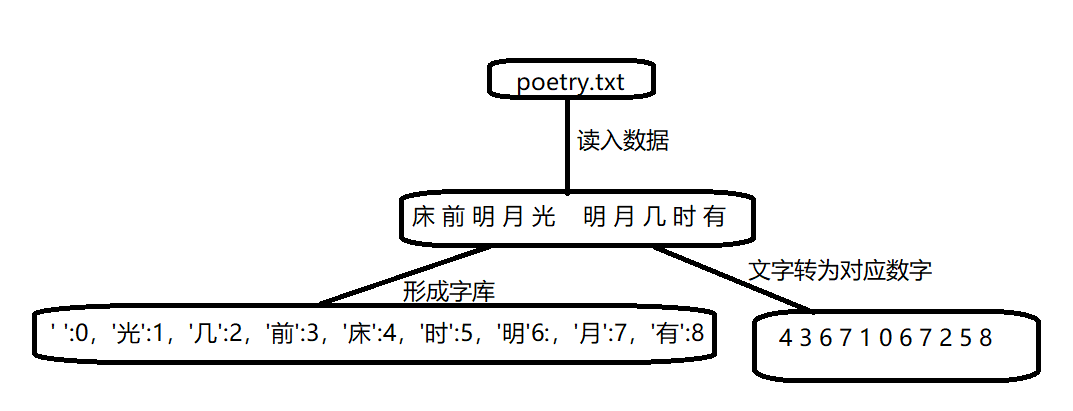 poetry.txt
读入数据
床 前 明 月 光 明 月 几 时 有
文字转为对应数字
形成字库
' ':0，'光':1，'几':2，'前':3，'床':4，'时':5，'明'6:，'月':7，'有':8
4 3 6 7 1 0 6 7 2 5 8